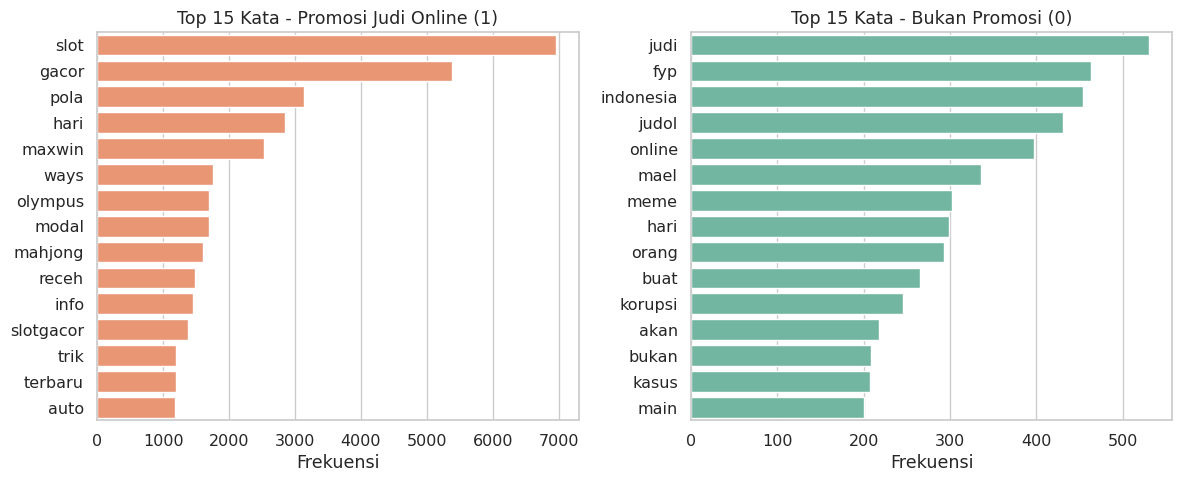 Top 15 Kata - Promosi Judi Online (1)
slot
gacor
pola
hari
maxwin
ways
olympus
modal
mahjong
receh
info
slotgacor
trik
terbaru
auto
0 1000 2000 3000 4000 5000 6000 7000
Frekuensi
Top 15 Kata - Bukan Promosi (0)
judi
fyp
indonesia
judol
online
mael
meme
hari
orang
buat
korupsi
akan
bukan
kasus
main
0 100 200 300 400 500
Frekuensi